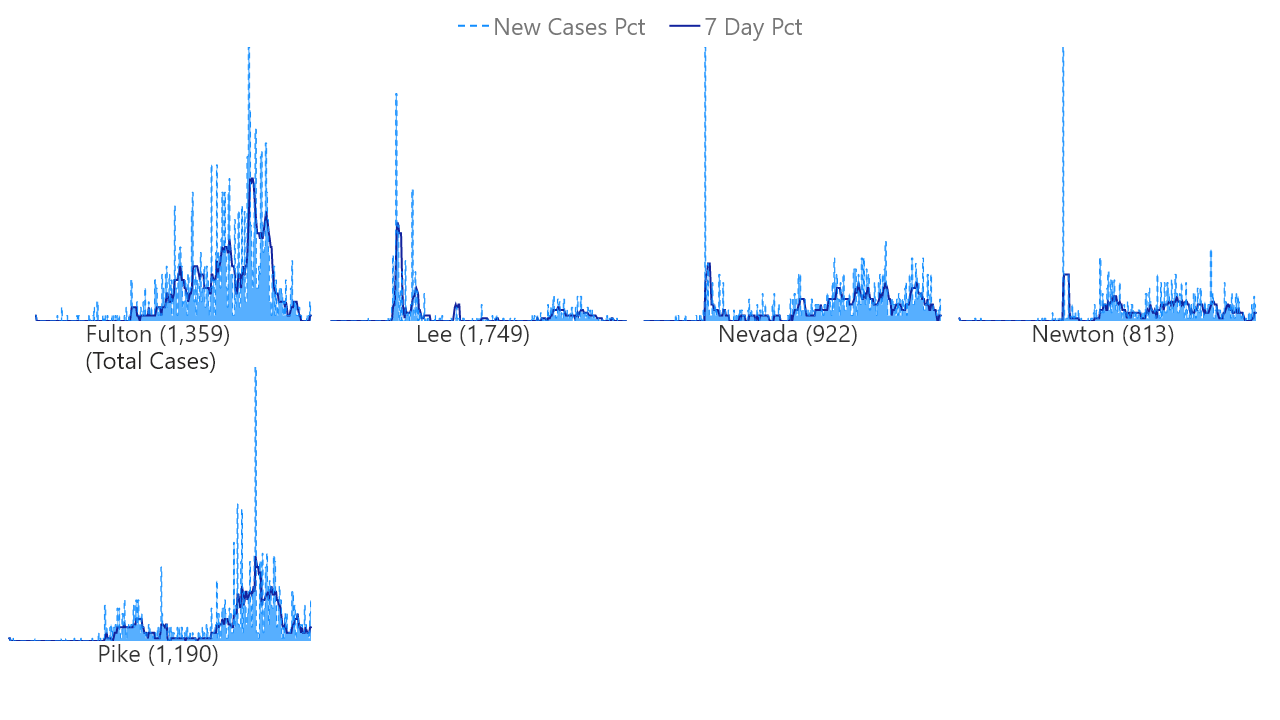 New Cases Pct 7 Day Pct
Fulton (1,359)
(Total Cases)
Lee (1,749)
Nevada (922)
Newton (813)
Pike (1,190)